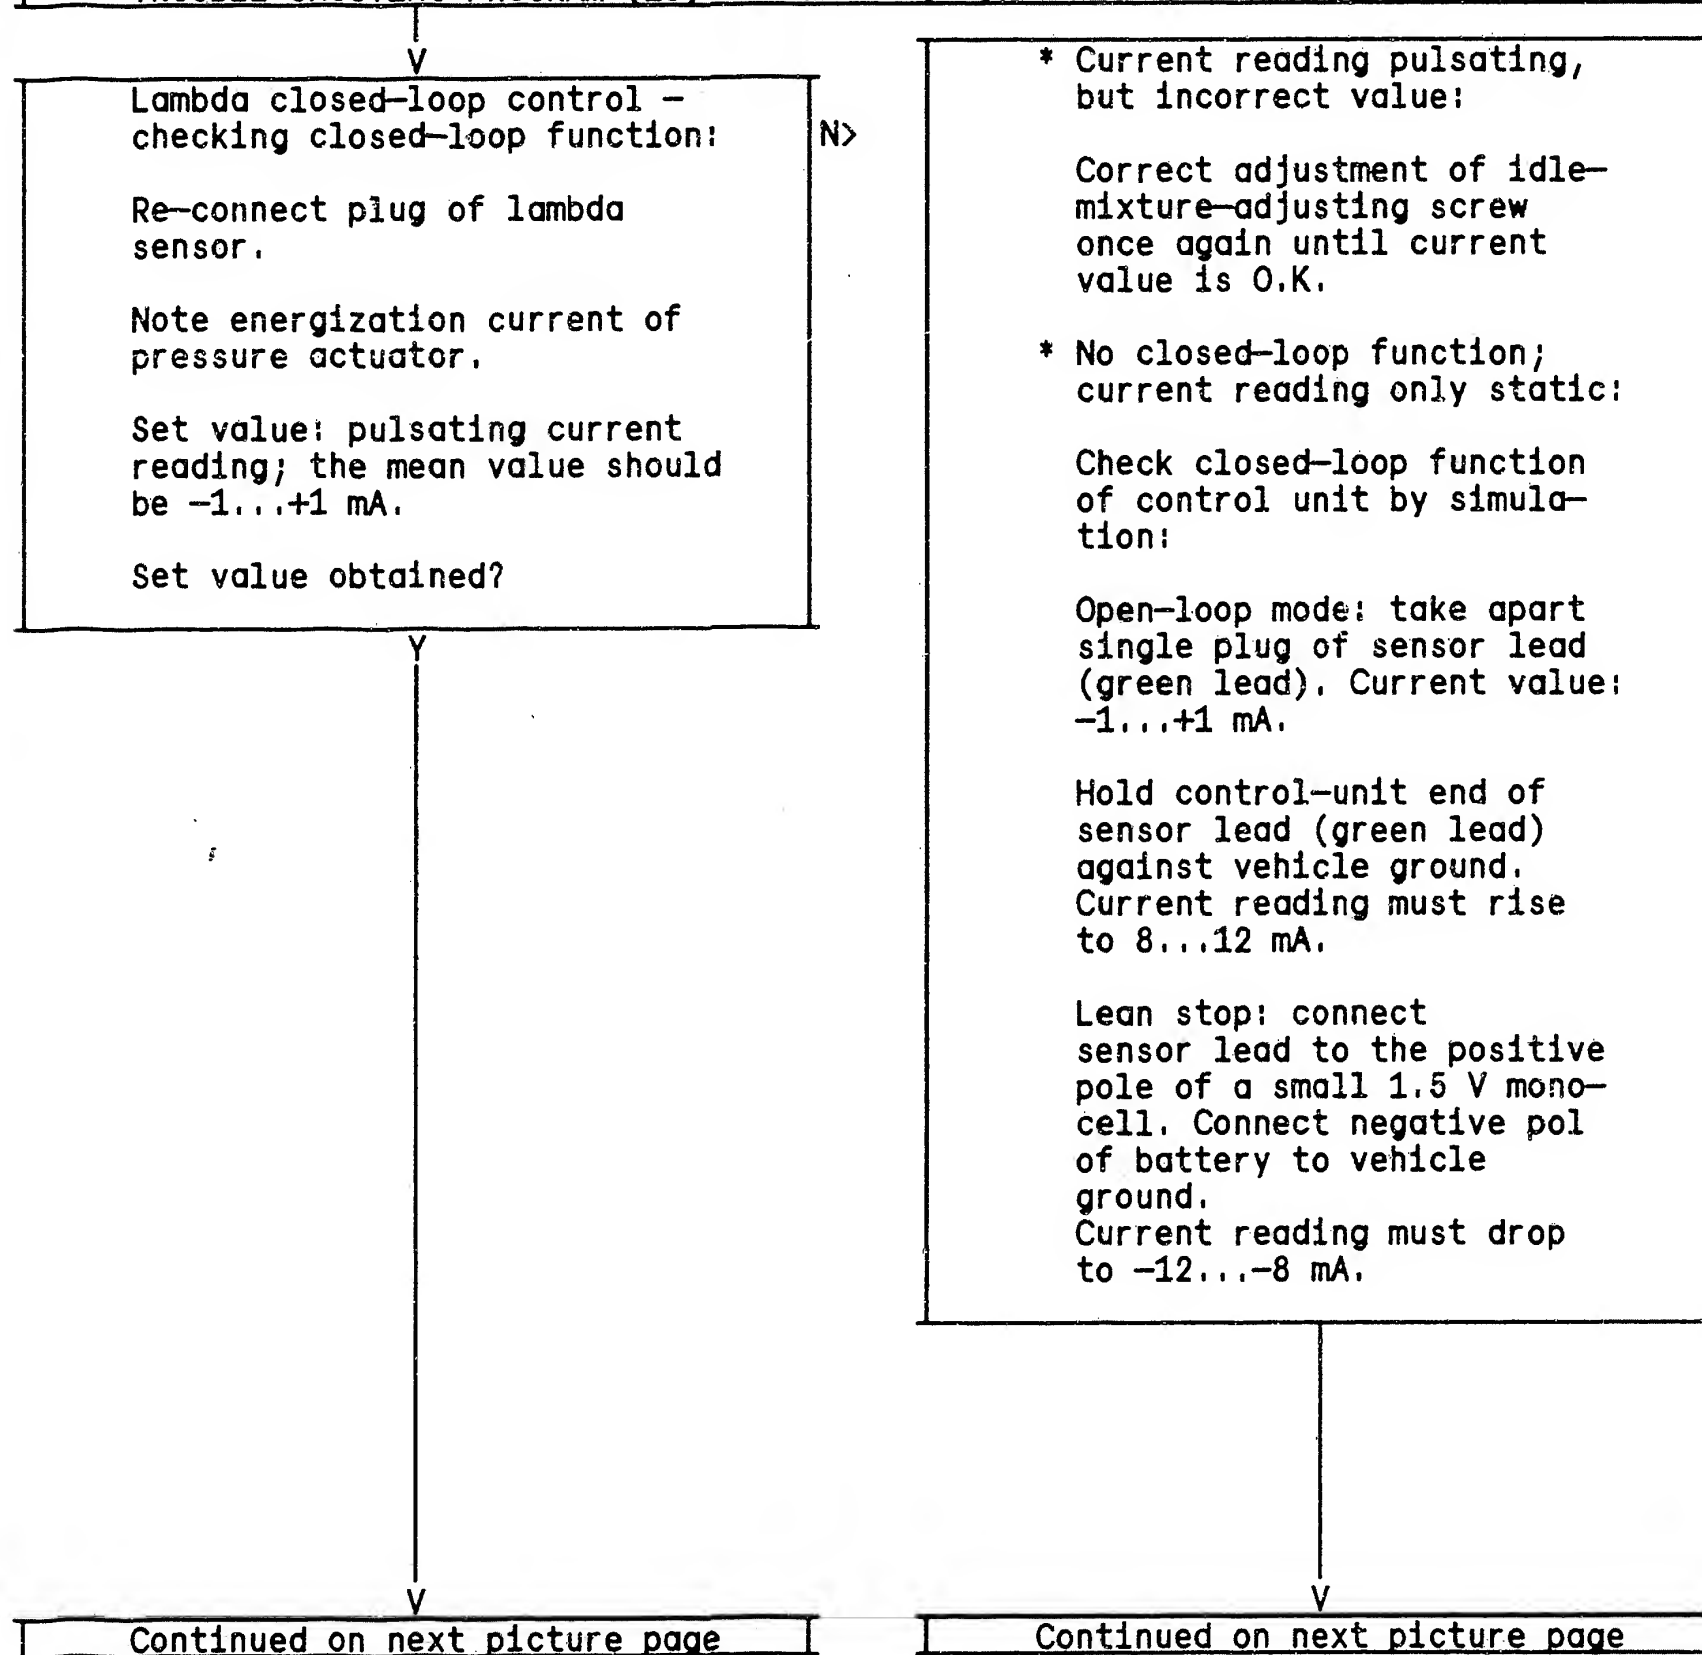 V
Lambda closed-loop control -
checking closed-loop function:
Re-connect plug of lambda
sensor.
Note energization current of
pressure actuator.
Set value: pulsating current
reading; the mean value should
be -1...+1 mA.
Set value obtained?
N>
Y
V
Continued on next picture page
* Current reading pulsating,
but incorrect value:
Correct adjustment of idle-
mixture-adjusting screw
once again until current
value is O.K.
* No closed-loop function;
current reading only static:
Check closed-loop function
of control unit by simula-
tion:
Open-loop mode: take apart
single plug of sensor lead
(green lead). Current value:
-1...+1 mA.
Hold control-unit end of
sensor lead (green lead)
against vehicle ground.
Current reading must rise
to 8...12 mA.
Lean stop: connect
sensor lead to the positive
pole of a small 1.5 V mono-
cell. Connect negative pol
of battery to vehicle
ground.
Current reading must drop
to -12...-8 mA.
V
Continued on next picture page